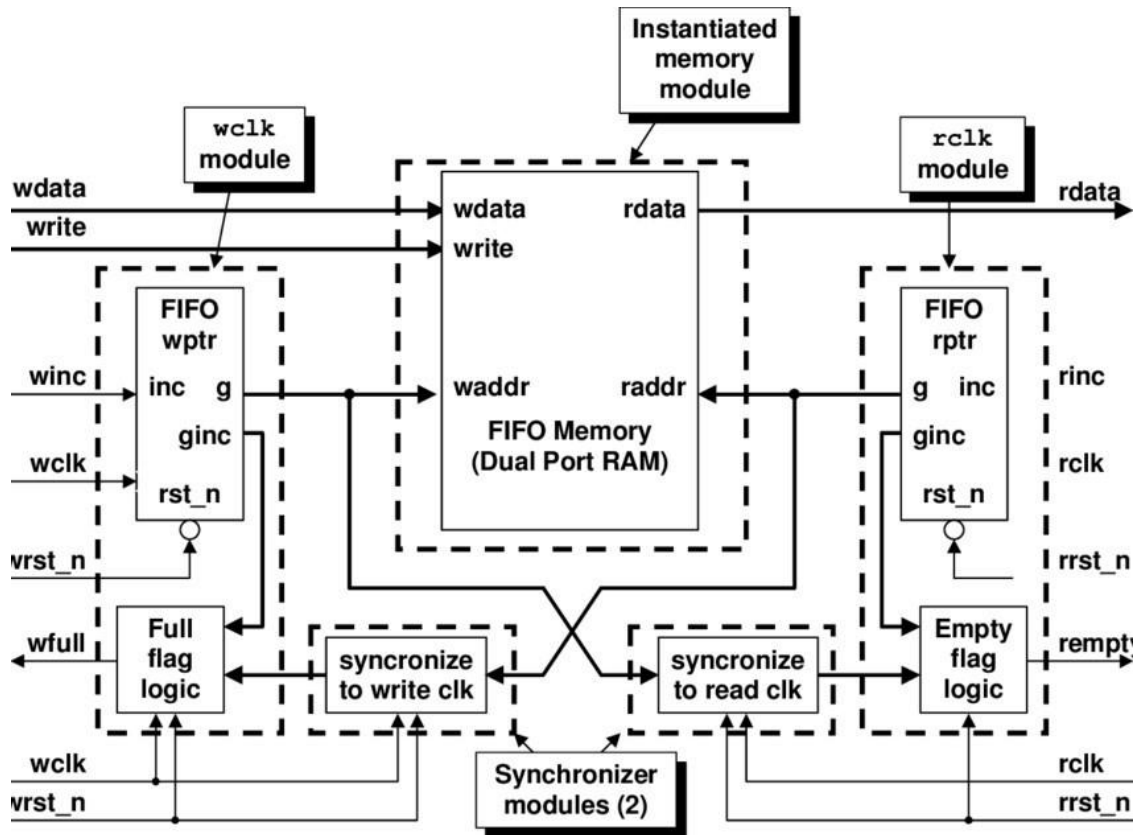 Instantiated
memory
module
wclk
module
rclk
module
wdata
write
wdata
write
rdata
rdata
FIFO
wptr
inc
g
ginc
rst_n
winc
wclk
wrst_n
waddr
raddr
FIFO Memory
(Dual Port RAM)
FIFO
rptr
g
inc
ginc
rst_n
rinc
rclk
rrst_n
wfull
Full
flag
logic
syncronize
to write clk
syncronize
to read clk
Empty
flag
logic
rempty
wclk
wrst_n
Synchronizer
modules (2)
rclk
rrst_n